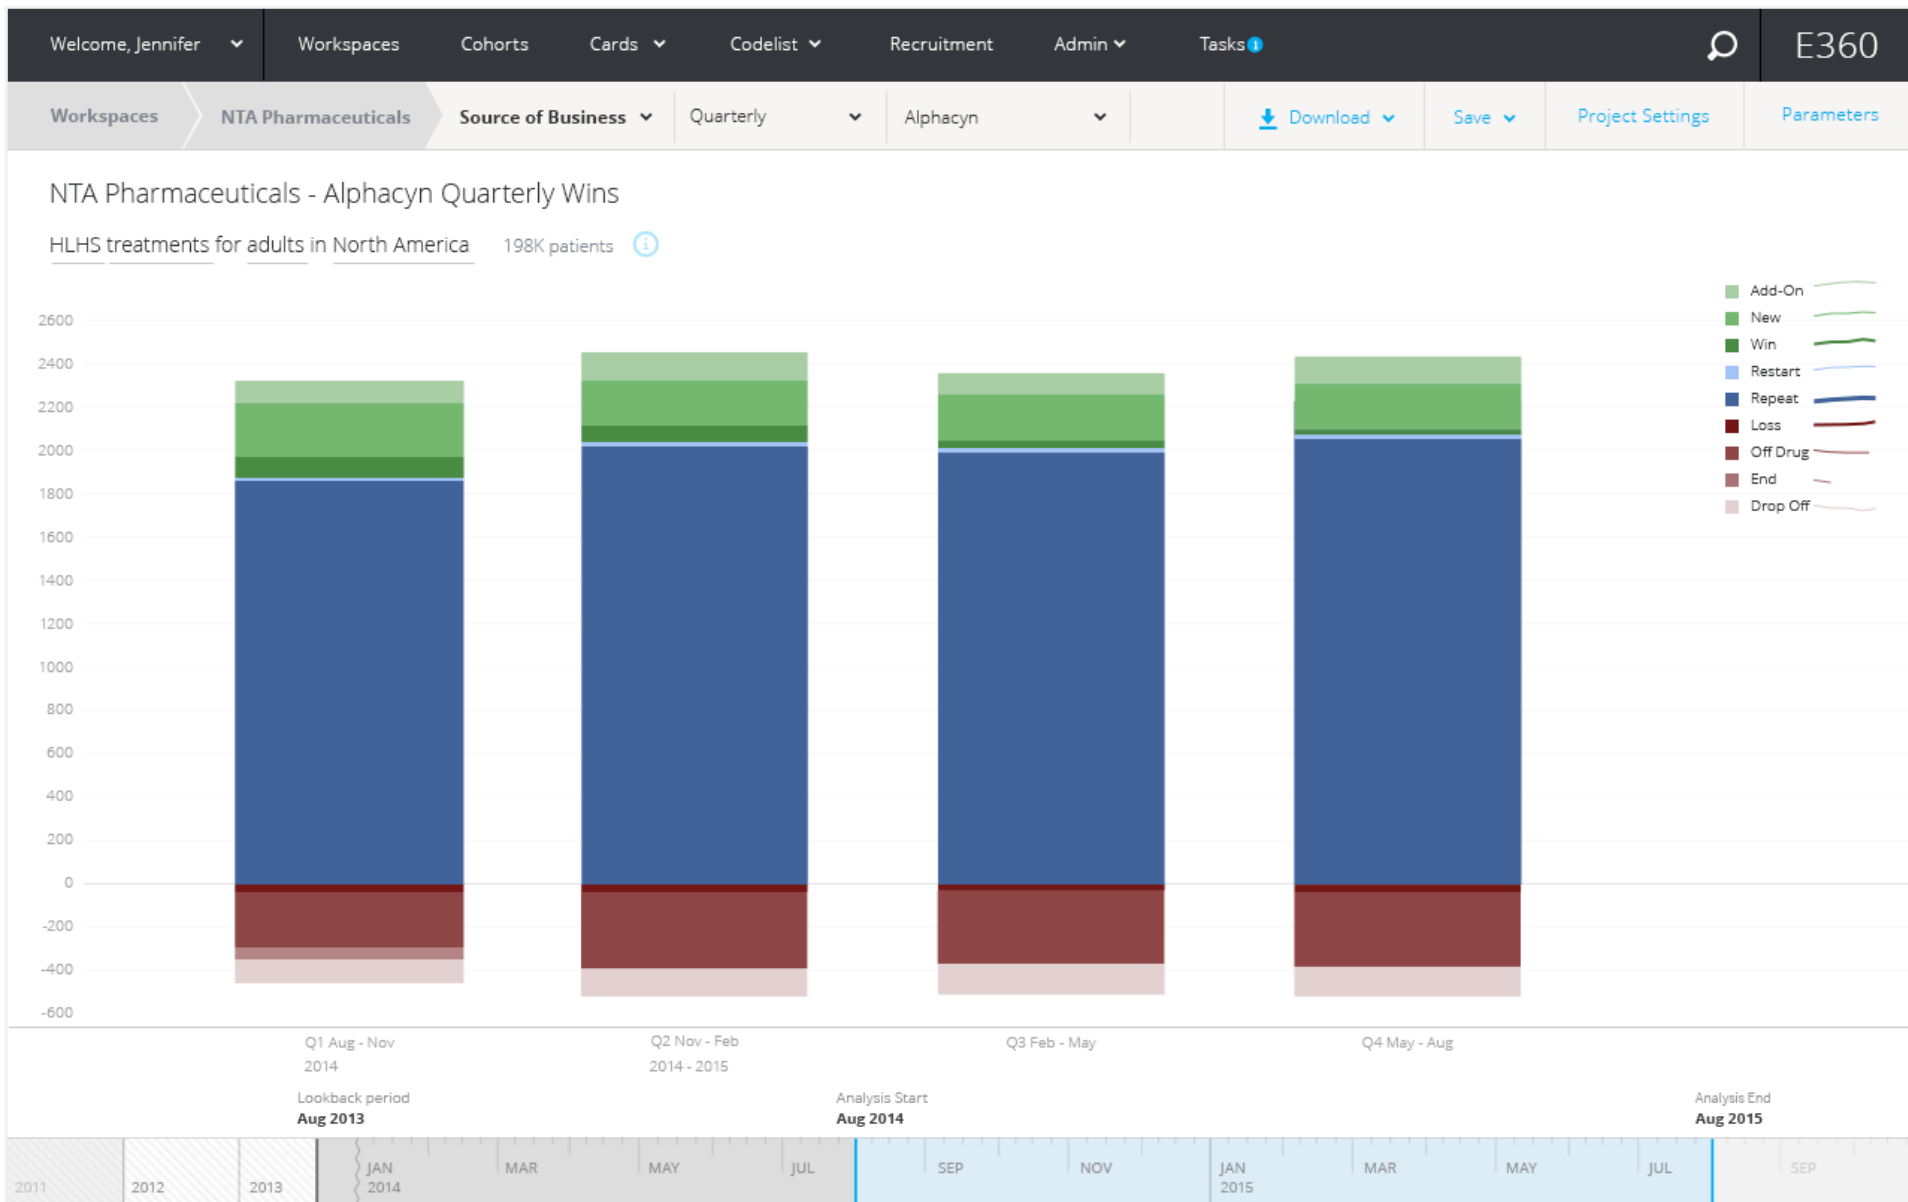 Welcome, Jennifer Workspaces Cohorts Cards Codelist Recruitment Admin Tasks i E360
Workspaces NTA Pharmaceuticals Source of Business Quarterly Alphacyn Download Save Project Settings Parameters
NTA Pharmaceuticals - Alphacyn Quarterly Wins
HLHS treatments for adults in North America 198K patients i
Add-On
New
Win
Restart
Repeat
Loss
Off Drug
End
Drop Off
2600
2400
2200
2000
1800
1600
1400
1200
1000
800
600
400
200
0
-200
-400
-600
Q1 Aug - Nov Q2 Nov - Feb Q3 Feb - May Q4 May - Aug
2014 2014 - 2015
Lookback period Analysis Start Analysis End
Aug 2013 Aug 2014 Aug 2015
JAN MAR MAY JUL SEP NOV JAN MAR MAY JUL SEP
2011 2012 2013 2014 2015